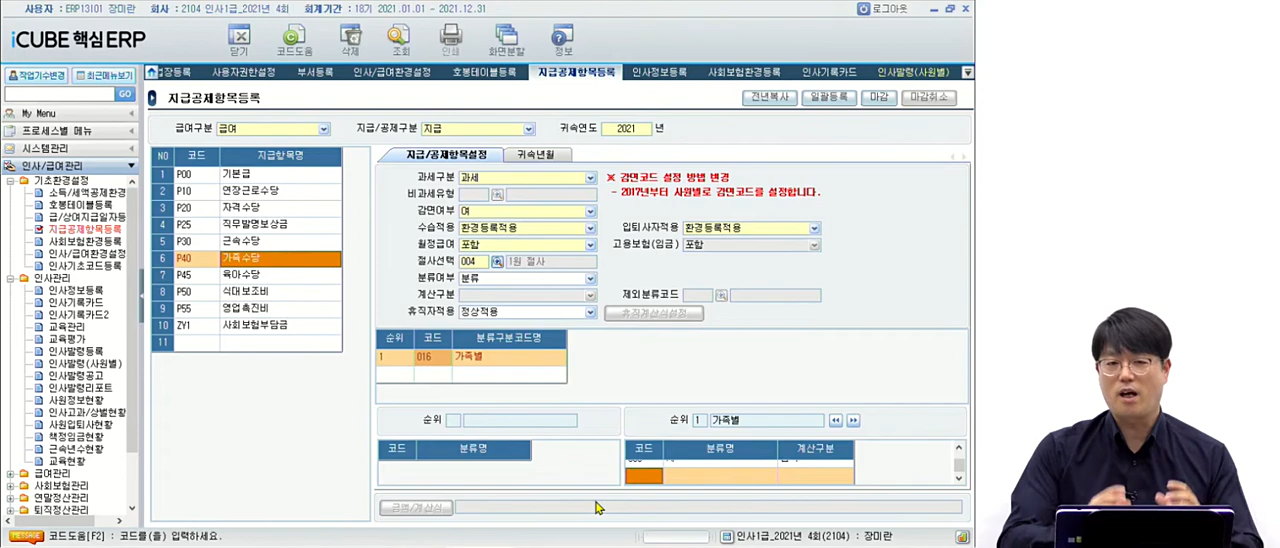 사용자 : ERP13101 장미란 회사 : 2104 인사1급_2021년 4회 회계기간 : 18기 2021.01.01 ~ 2021.12.31
로그아웃
iCUBE 핵심ERP
닫기 코드도움 삭제 조회 인쇄 화면분할 정보
작업기수변경 최근메뉴보기
GO
My Menu
프로세스별 메뉴
시스템관리
인사/급여관리
기초환경설정
소득/세액공제환경
호봉테이블등록
급/상여지급일자등
지급공제항목등록
사회보험환경등록
인사/급여환경설정
인사기초코드등록
인사관리
인사정보등록
인사기록카드
인사기록카드2
교육관리
교육평가
인사발령등록
인사발령(사원별)
인사발령공고
인사발령리포트
사원정보현황
인사고과/상벌현황
사원입퇴사현황
책정임금현황
근속년수현황
교육현황
급여관리
사회보험관리
연말정산관리
퇴직정산관리
업장등록 사용자권한설정 부서등록 인사/급여환경설정 호봉테이블등록 지급공제항목등록 인사정보등록 사회보험환경등록 인사기록카드 인사발령(사원별)
지급공제항목등록
전년복사 일괄등록 마감 마감취소
급여구분 급여 지급/공제구분 지급 귀속연도 2021 년
NO 코드 지급항목명
1 P00 기본급
2 P10 연장근로수당
3 P20 자격수당
4 P25 직무발명보상금
5 P30 근속수당
6 P40 가족수당
7 P45 육아수당
8 P50 식대보조비
9 P55 영업촉진비
10 ZY1 사회보험부담금
11
지급/공제항목설정 귀속년월
과세구분 과세
※ 감면코드 설정 방법 변경
비과세유형
- 2017년부터 사원별로 감면코드를 설정합니다.
감면여부 여
수습적용 환경등록적용 입퇴사자적용 환경등록적용
월정급여 포함 고용보험(임금) 포함
절사선택 004 1원 절사
분류여부 분류
계산구분 제외분류코드
휴직자적용 정상적용 휴직계산식설정
순위 코드 분류구분코드명
1 016 가족별
순위 순위 1 가족별
코드 분류명 코드 분류명 계산구분
금액/계산식
MESSAGE 코드도움[F2] : 코드를(을) 입력하세요. 인사1급_2021년 4회(2104) : 장미란